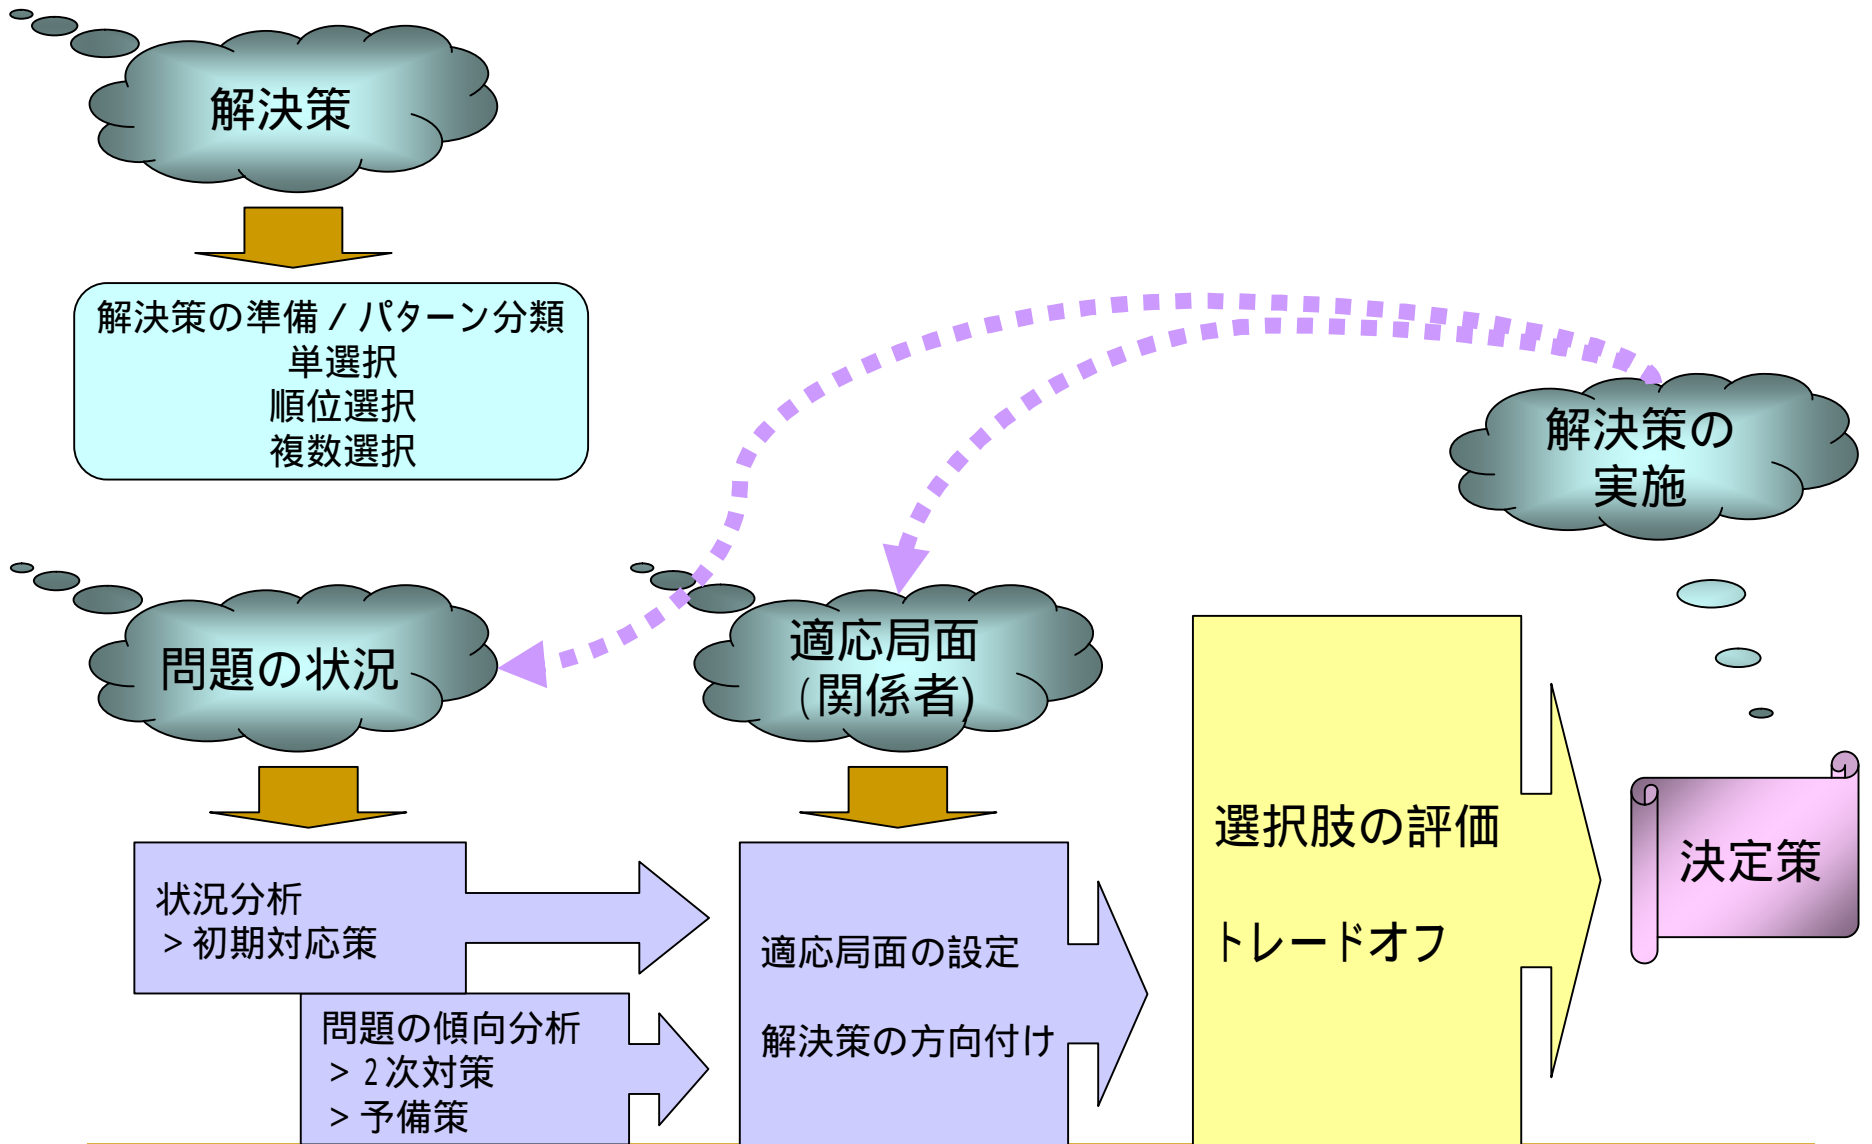 解決策
解決策の準備 / パターン分類
単選択
順位選択
複数選択
解決策の
実施
問題の状況
適応局面
(関係者)
状況分析
> 初期対応策
問題の傾向分析
> 2次対策
> 予備策
適応局面の設定
解決策の方向付け
選択肢の評価
トレードオフ
決定策